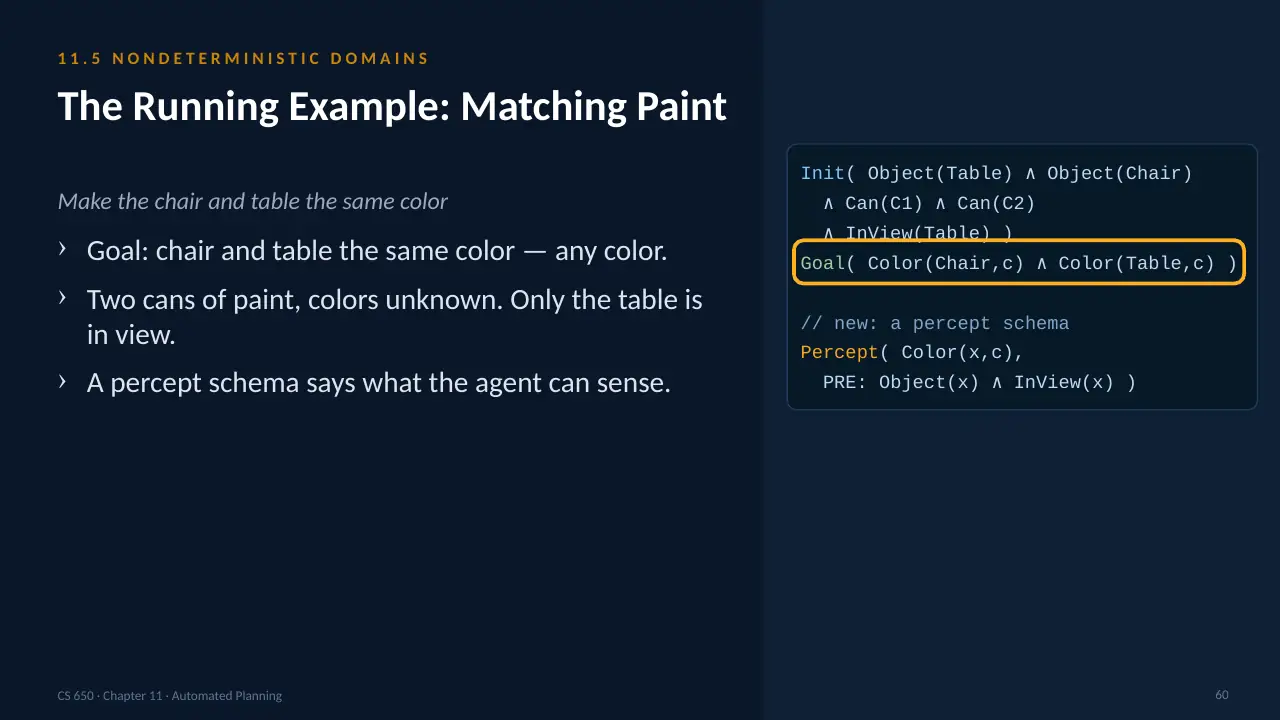 11.5 NONDETERMINISTIC DOMAINS
The Running Example: Matching Paint
Make the chair and table the same color
› Goal: chair and table the same color — any color.
› Two cans of paint, colors unknown. Only the table is
in view.
› A percept schema says what the agent can sense.
Init( Object(Table) ∧ Object(Chair)
∧ Can(C1) ∧ Can(C2)
∧ InView(Table) )
Goal( Color(Chair,c) ∧ Color(Table,c) )
// new: a percept schema
Percept( Color(x,c),
PRE: Object(x) ∧ InView(x) )
CS 650 · Chapter 11 · Automated Planning
60